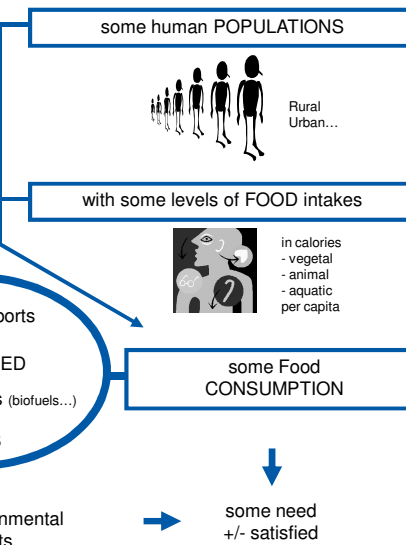 some human POPULATIONS
Rural
Urban...
with some levels of FOOD intakes
in calories
- vegetal
- animal
- aquatic
per capita
some Food
CONSUMPTION
(biofuels...)
some need
+/- satisfied